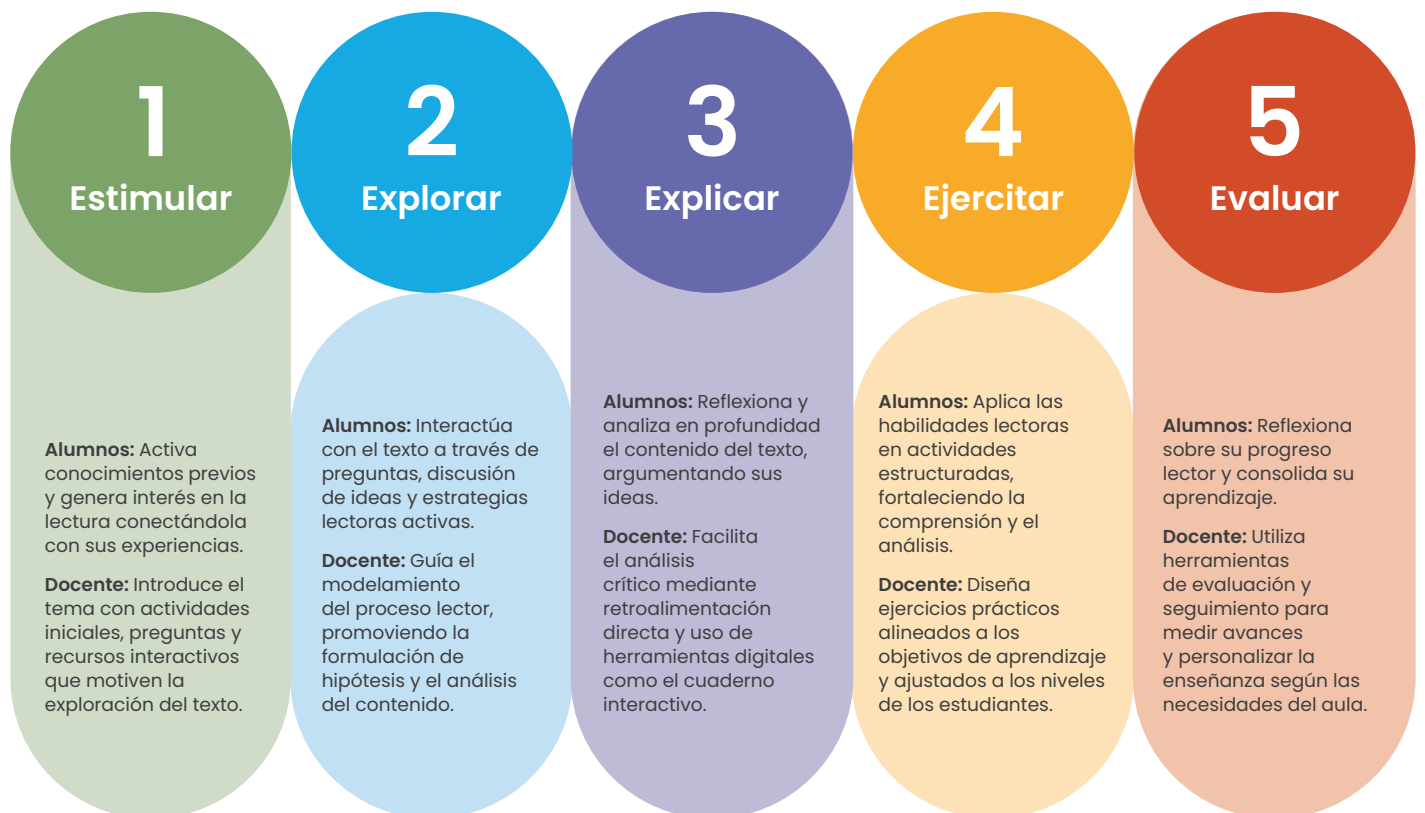 1
Estimular
Alumnos: Activa
conocimientos previos
y genera interés en la
lectura conectándola
con sus experiencias.
Docente: Introduce el
tema con actividades
iniciales, preguntas y
recursos interactivos
que motiven la
exploración del texto.
2
Explorar
Alumnos: Interactúa
con el texto a través de
preguntas, discusión
de ideas y estrategias
lectoras activas.
Docente: Guía el
modelamiento
del proceso lector,
promoviendo la
formulación de
hipótesis y el análisis
del contenido.
3
Explicar
Alumnos: Reflexiona y
analiza en profundidad
el contenido del texto,
argumentando sus
ideas.
Docente: Facilita
el análisis
crítico mediante
retroalimentación
directa y uso de
herramientas digitales
como el cuaderno
interactivo.
4
Ejercitar
Alumnos: Aplica las
habilidades lectoras
en actividades
estructuradas,
fortaleciendo la
comprensión y el
análisis.
Docente: Diseña
ejercicios prácticos
alineados a los
objetivos de aprendizaje
y ajustados a los niveles
de los estudiantes.
5
Evaluar
Alumnos: Reflexiona
sobre su progreso
lector y consolida su
aprendizaje.
Docente: Utiliza
herramientas
de evaluación y
seguimiento para
medir avances
y personalizar la
enseñanza según las
necesidades del aula.